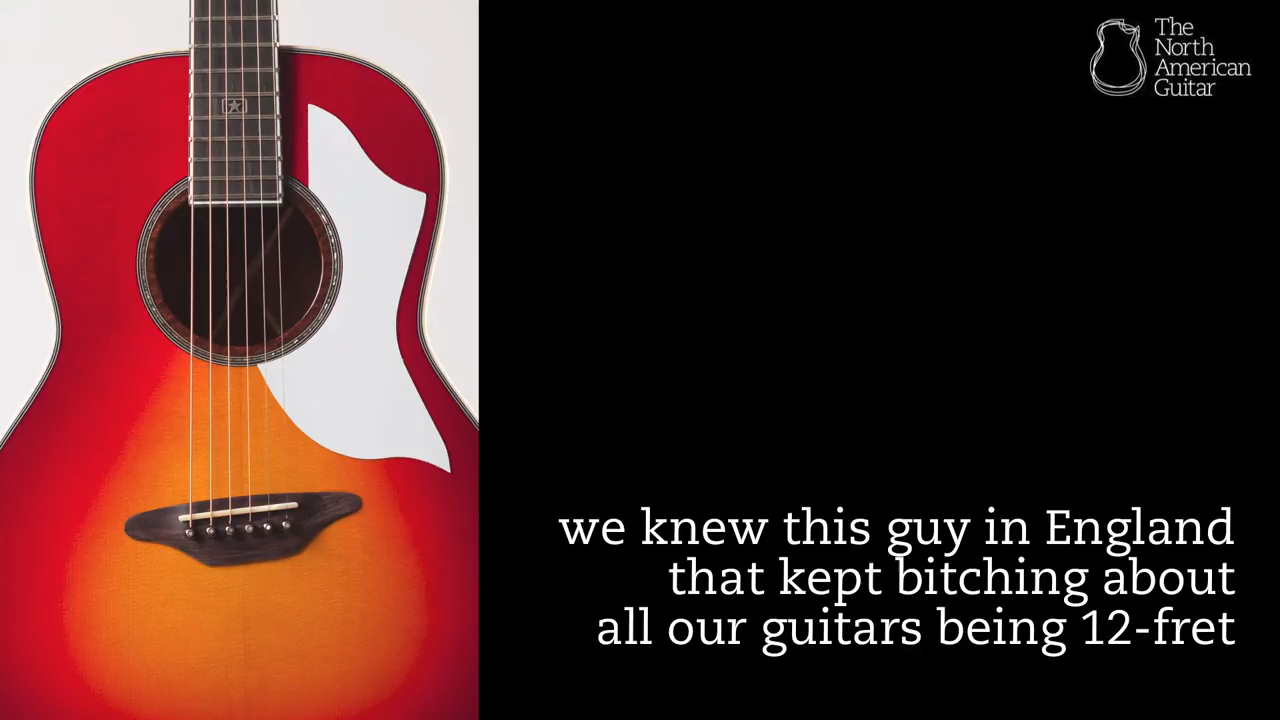 The
North
American
Guitar
we knew this guy in England
that kept bitching about
all our guitars being 12-fret